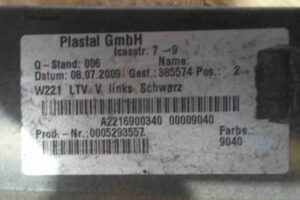 Plastal GmbH
Icasstr. 7 -9
Q-Stand: 006 Name:
Datum: 08.07.2009 Gest.: 385574 Pos.: 2
W221 LTV V links Schwarz
A2216900340 00009040
Prod.-Nr.:0005293557 Farbe:
9040